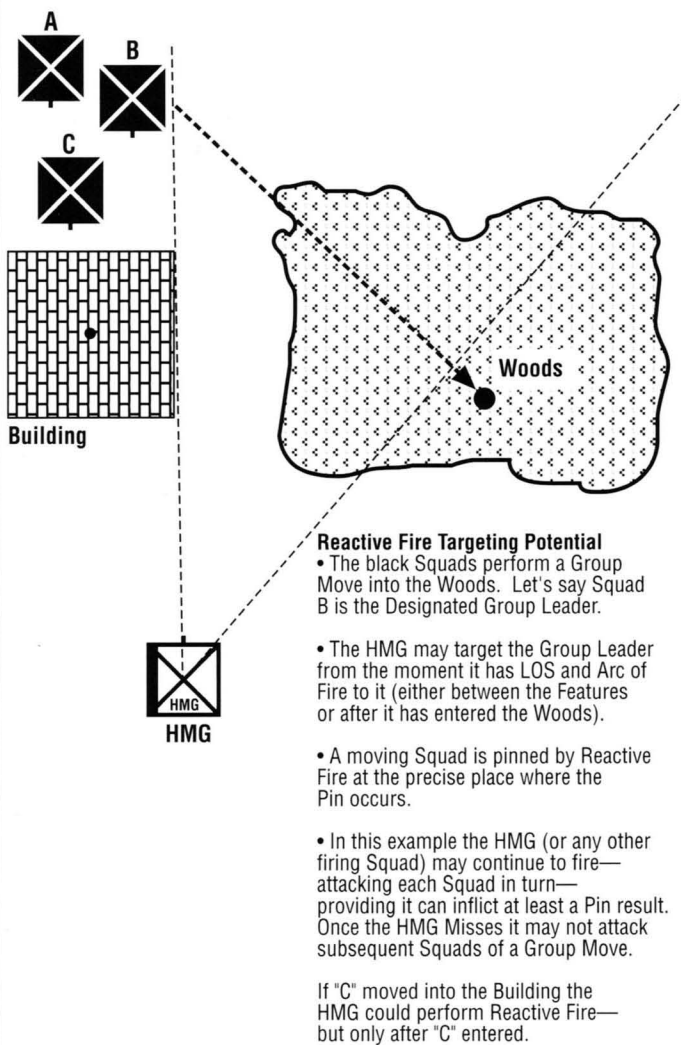 A
B
C
Woods
Building
HMG
HMG
Reactive Fire Targeting Potential
• The black Squads perform a Group
Move into the Woods.  Let's say Squad
B is the Designated Group Leader.
• The HMG may target the Group Leader
from the moment it has LOS and Arc of
Fire to it (either between the Features
or after it has entered the Woods).
• A moving Squad is pinned by Reactive
Fire at the precise place where the
Pin occurs.
• In this example the HMG (or any other
firing Squad) may continue to fire—
attacking each Squad in turn—
providing it can inflict at least a Pin result.
Once the HMG Misses it may not attack
subsequent Squads of a Group Move.
If "C" moved into the Building the
HMG could perform Reactive Fire—
but only after "C" entered.